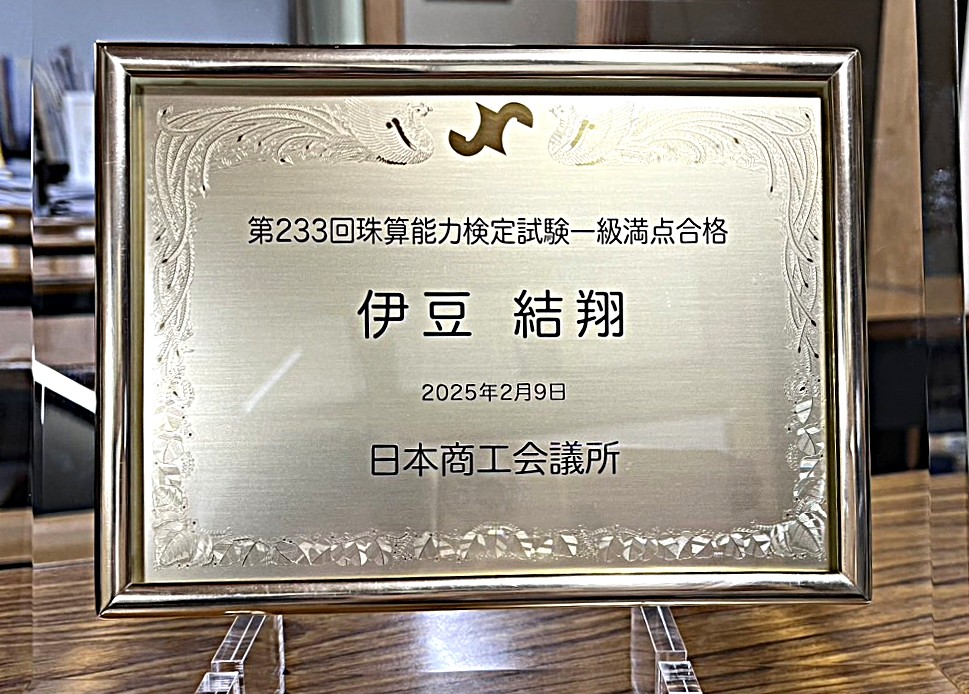 第233回珠算能力検定試験一級満点合格
伊豆 結翔
2025年2月9日
日本商工会議所